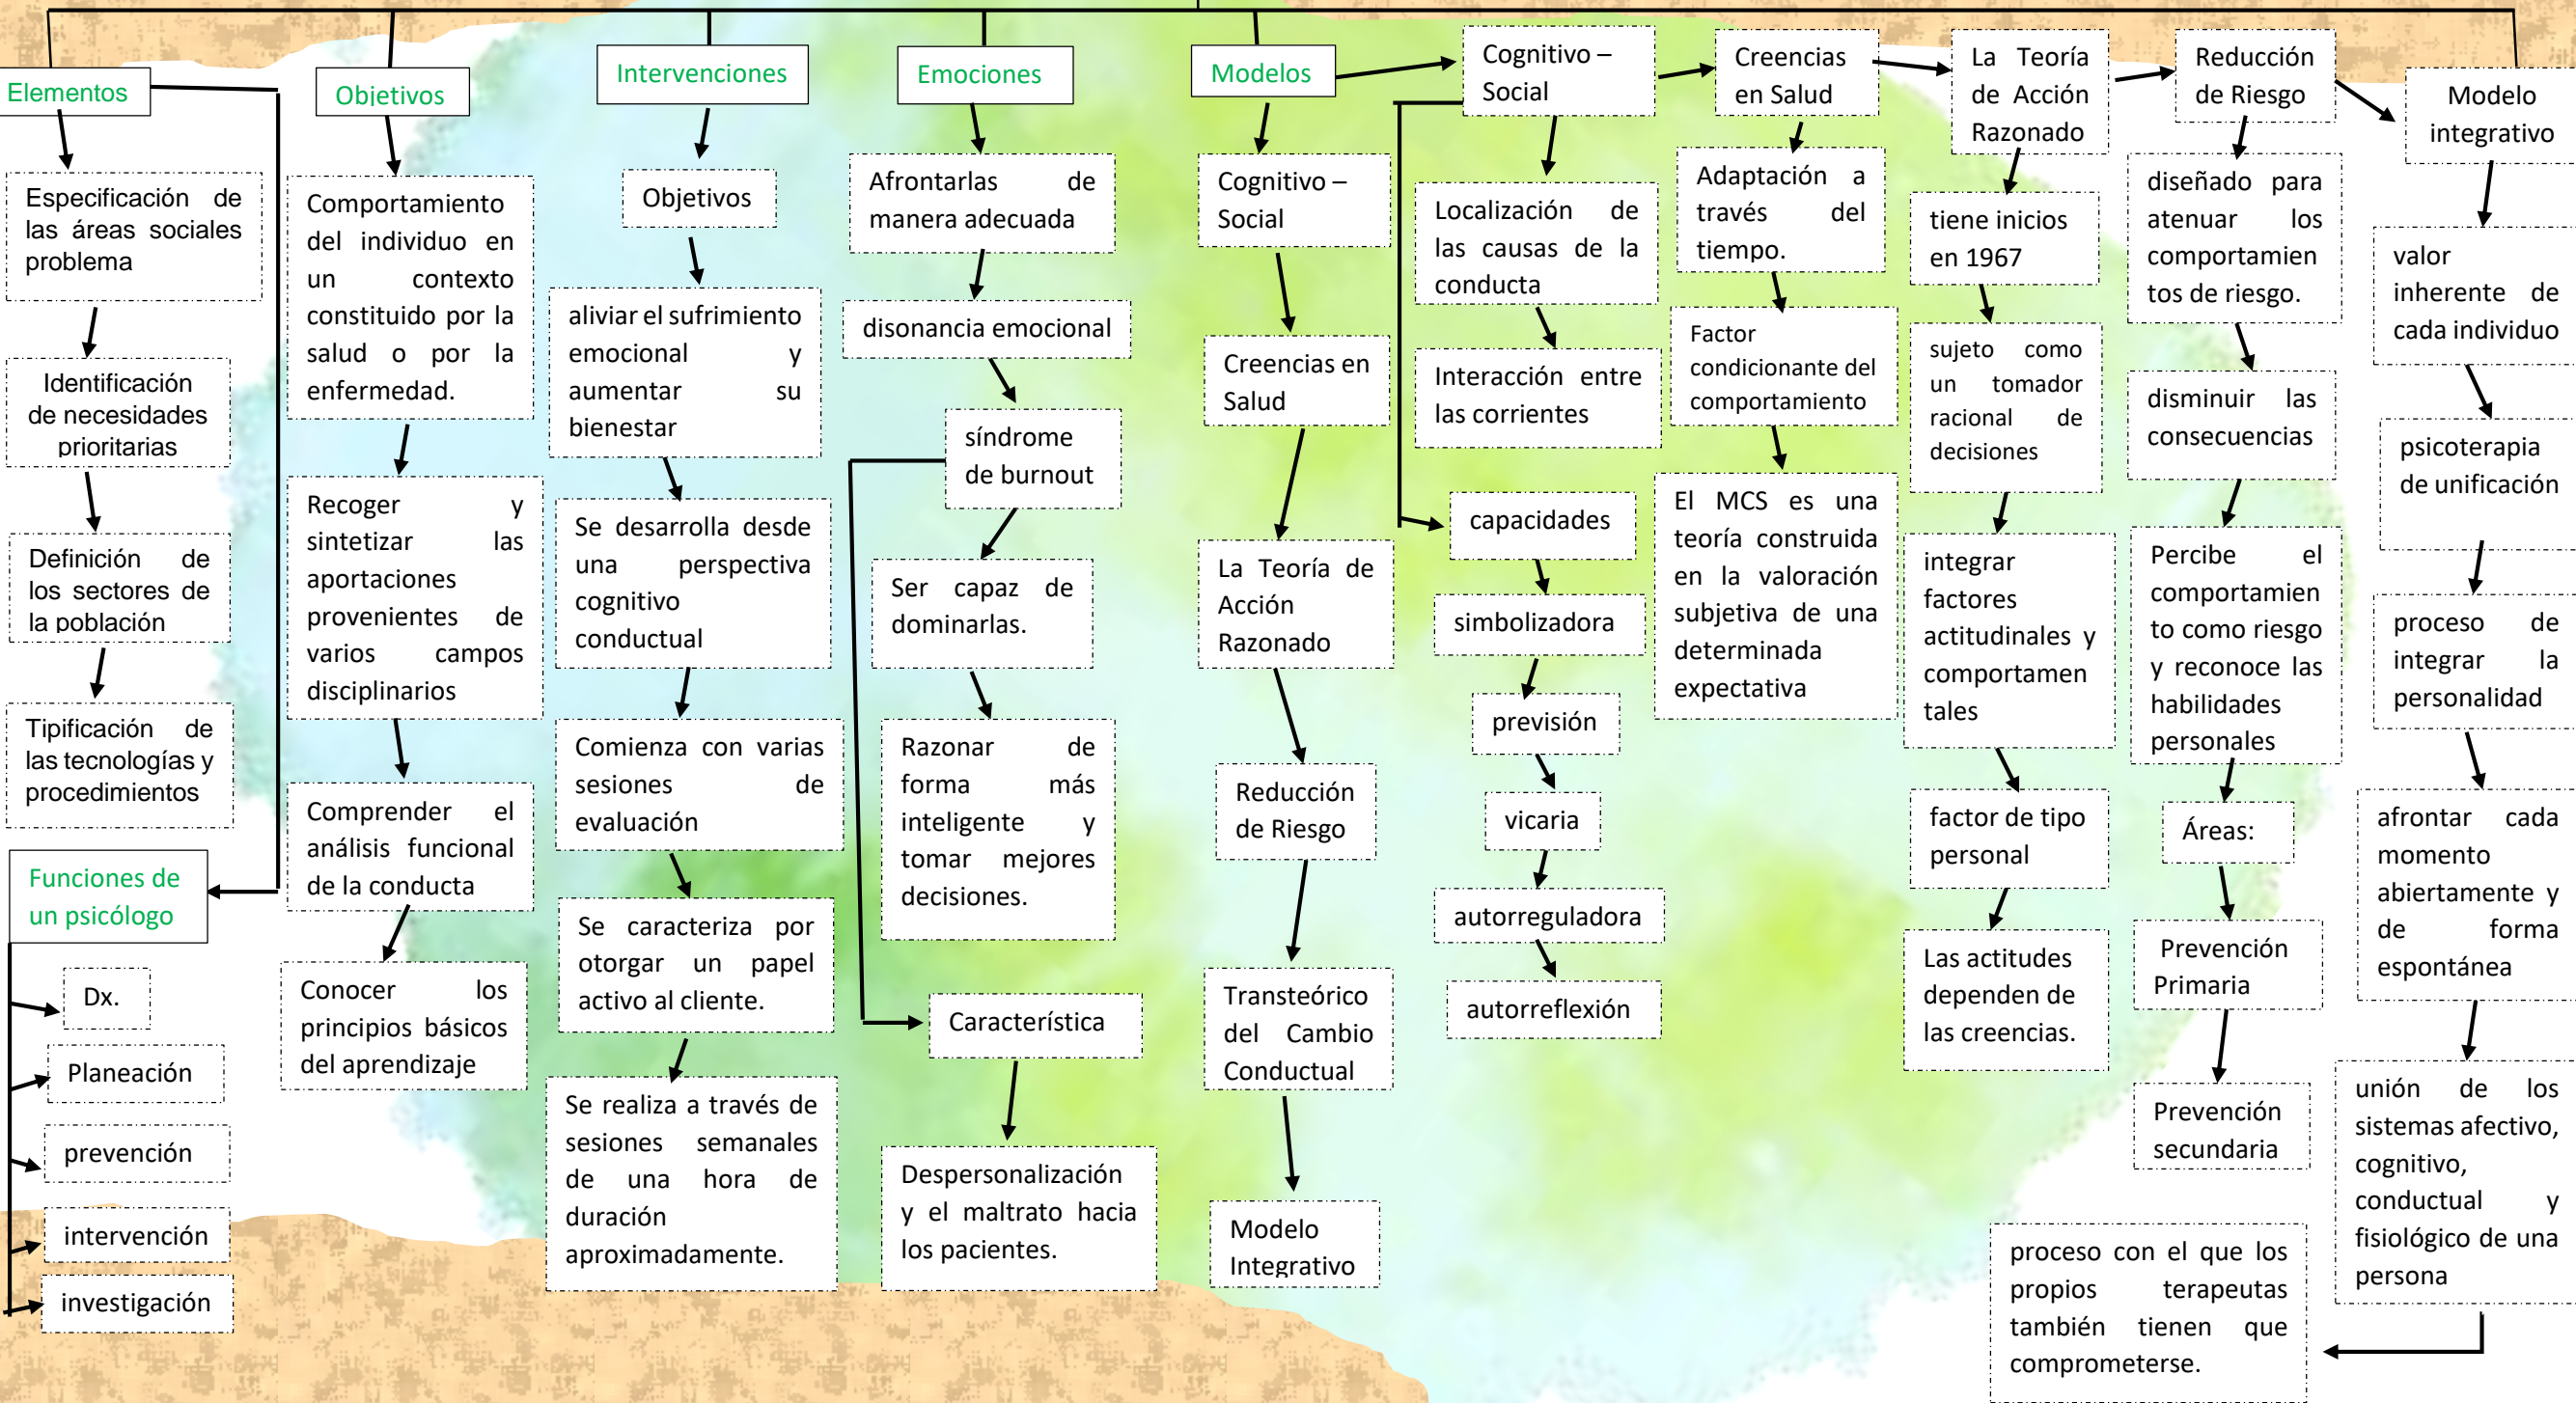 Elementos
Especificación de
las áreas sociales
problema
Identificación
de necesidades
prioritarias
Definición de
los sectores de
la población
Tipificación de
las tecnologías y
procedimientos
Funciones de
un psicólogo
Dx.
Planeación
prevención
intervención
investigación
Objetivos
Comportamiento
del individuo en
un contexto
constituido por la
salud o por la
enfermedad.
Recoger y
sintetizar las
aportaciones
provenientes de
varios campos
disciplinarios
Comprender el
análisis funcional
de la conducta
Conocer los
principios básicos
del aprendizaje
Intervenciones
Objetivos
aliviar el sufrimiento
emocional y
aumentar su
bienestar
Se desarrolla desde
una perspectiva
cognitivo
conductual
Comienza con varias
sesiones de
evaluación
Se caracteriza por
otorgar un papel
activo al cliente.
Se realiza a través de
sesiones semanales
de una hora de
duración
aproximadamente.
Emociones
Afrontarlas de
manera adecuada
disonancia emocional
síndrome
de burnout
Ser capaz de
dominarlas.
Razonar de
forma más
inteligente y
tomar mejores
decisiones.
Característica
Despersonalización
y el maltrato hacia
los pacientes.
Modelos
Cognitivo –
Social
Creencias en
Salud
La Teoría de
Acción
Razonado
Reducción
de Riesgo
Transteórico
del Cambio
Conductual
Modelo
Integrativo
Cognitivo –
Social
Localización de
las causas de la
conducta
Interacción entre
las corrientes
capacidades
simbolizadora
previsión
vicaria
autorreguladora
autorreflexión
Creencias
en Salud
Adaptación a
través del
tiempo.
Factor
condicionante del
comportamiento
El MCS es una
teoría construida
en la valoración
subjetiva de una
determinada
expectativa
La Teoría
de Acción
Razonado
tiene inicios
en 1967
sujeto como
un tomador
racional de
decisiones
integrar
factores
actitudinales y
comportamen
tales
factor de tipo
personal
Las actitudes
dependen de
las creencias.
Reducción
de Riesgo
diseñado para
atenuar los
comportamien
tos de riesgo.
disminuir las
consecuencias
Percibe el
comportamien
to como riesgo
y reconoce las
habilidades
personales
Áreas:
Prevención
Primaria
Prevención
secundaria
Modelo
integrativo
valor
inherente de
cada individuo
psicoterapia
de unificación
proceso de
integrar la
personalidad
afrontar cada
momento
abiertamente y
de forma
espontánea
unión de los
sistemas afectivo,
cognitivo,
conductual y
fisiológico de una
persona
proceso con el que los
propios terapeutas
también tienen que
comprometerse.